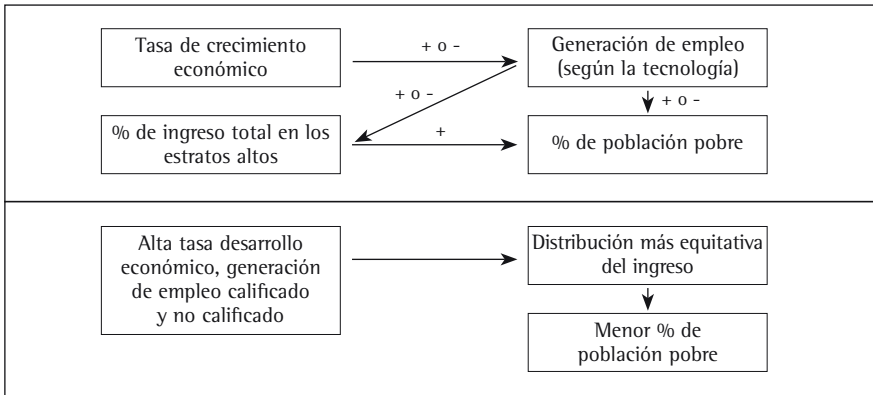 Tasa de crecimiento
económico
+ o -
Generación de empleo
(según la tecnología)
+ o -
+ o -
% de ingreso total en los
estratos altos
+
% de población pobre
Alta tasa desarrollo
económico, generación
de empleo calificado
y no calificado
Distribución más equitativa
del ingreso
Menor % de
población pobre